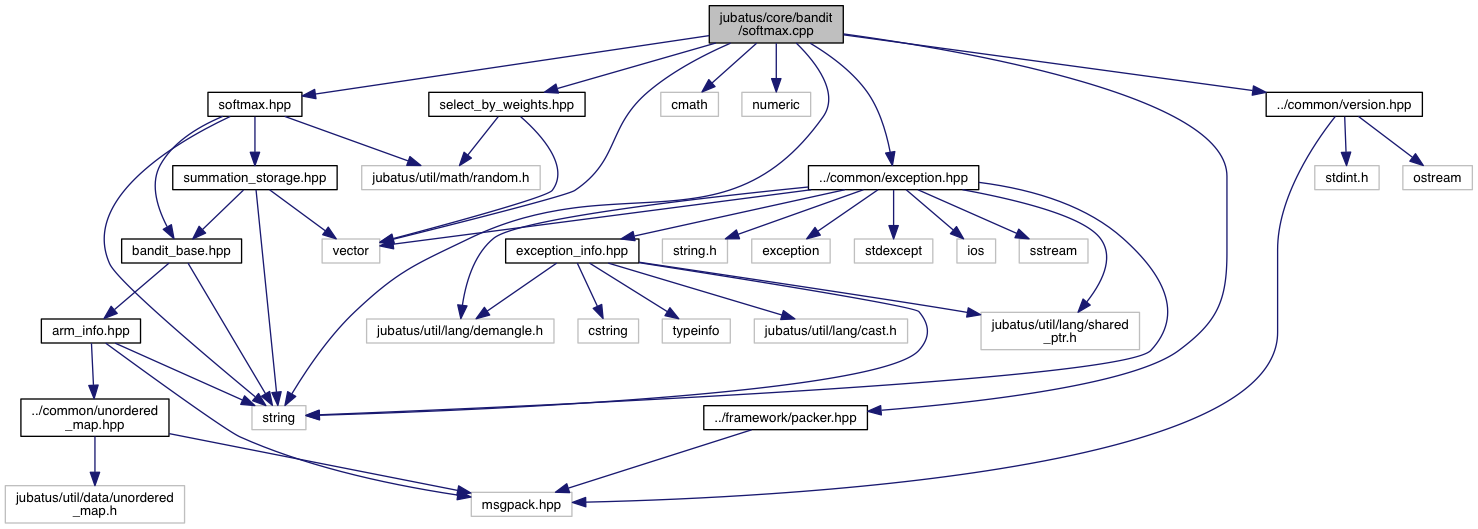 jubatus/core/bandit
/softmax.cpp
softmax.hpp
select_by_weights.hpp
cmath
numeric
../common/version.hpp
summation_storage.hpp
jubatus/util/math/random.h
../common/exception.hpp
stdint.h
ostream
bandit_base.hpp
vector
exception_info.hpp
string.h
exception
stdexcept
ios
sstream
arm_info.hpp
jubatus/util/lang/demangle.h
cstring
typeinfo
jubatus/util/lang/cast.h
jubatus/util/lang/shared
_ptr.h
../common/unordered
_map.hpp
string
../framework/packer.hpp
jubatus/util/data/unordered
_map.h
msgpack.hpp